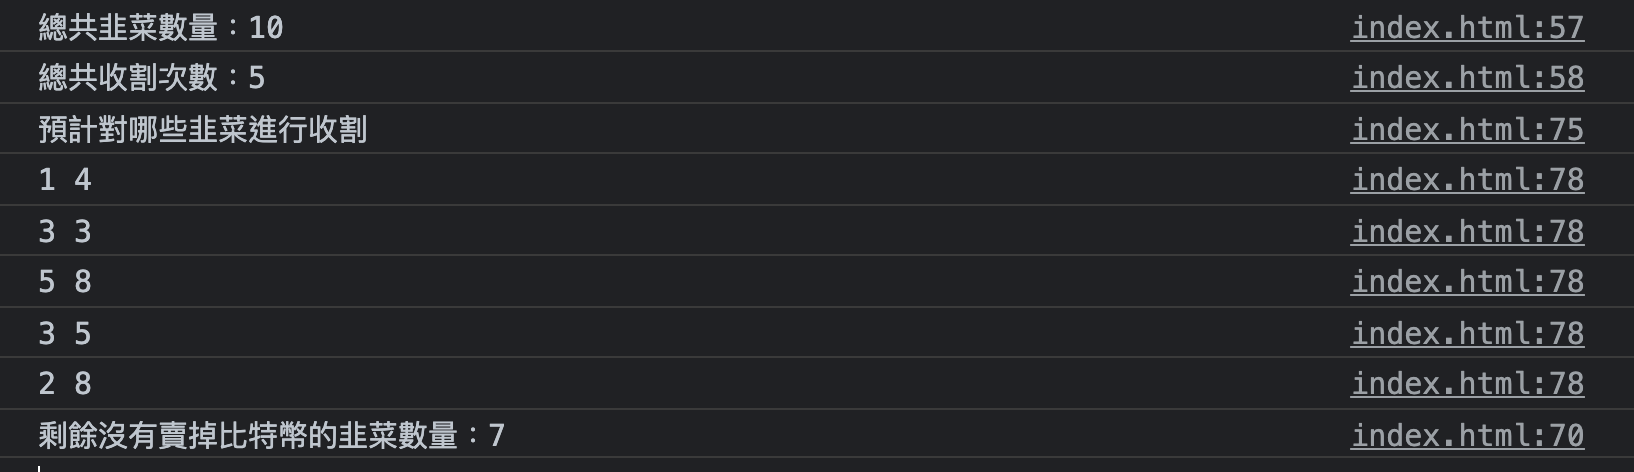 總共韭菜數量：10 index.html:57
總共收割次數：5 index.html:58
預計對哪些韭菜進行收割 index.html:75
1 4 index.html:78
3 3 index.html:78
5 8 index.html:78
3 5 index.html:78
2 8 index.html:78
剩餘沒有賣掉比特幣的韭菜數量：7 index.html:70